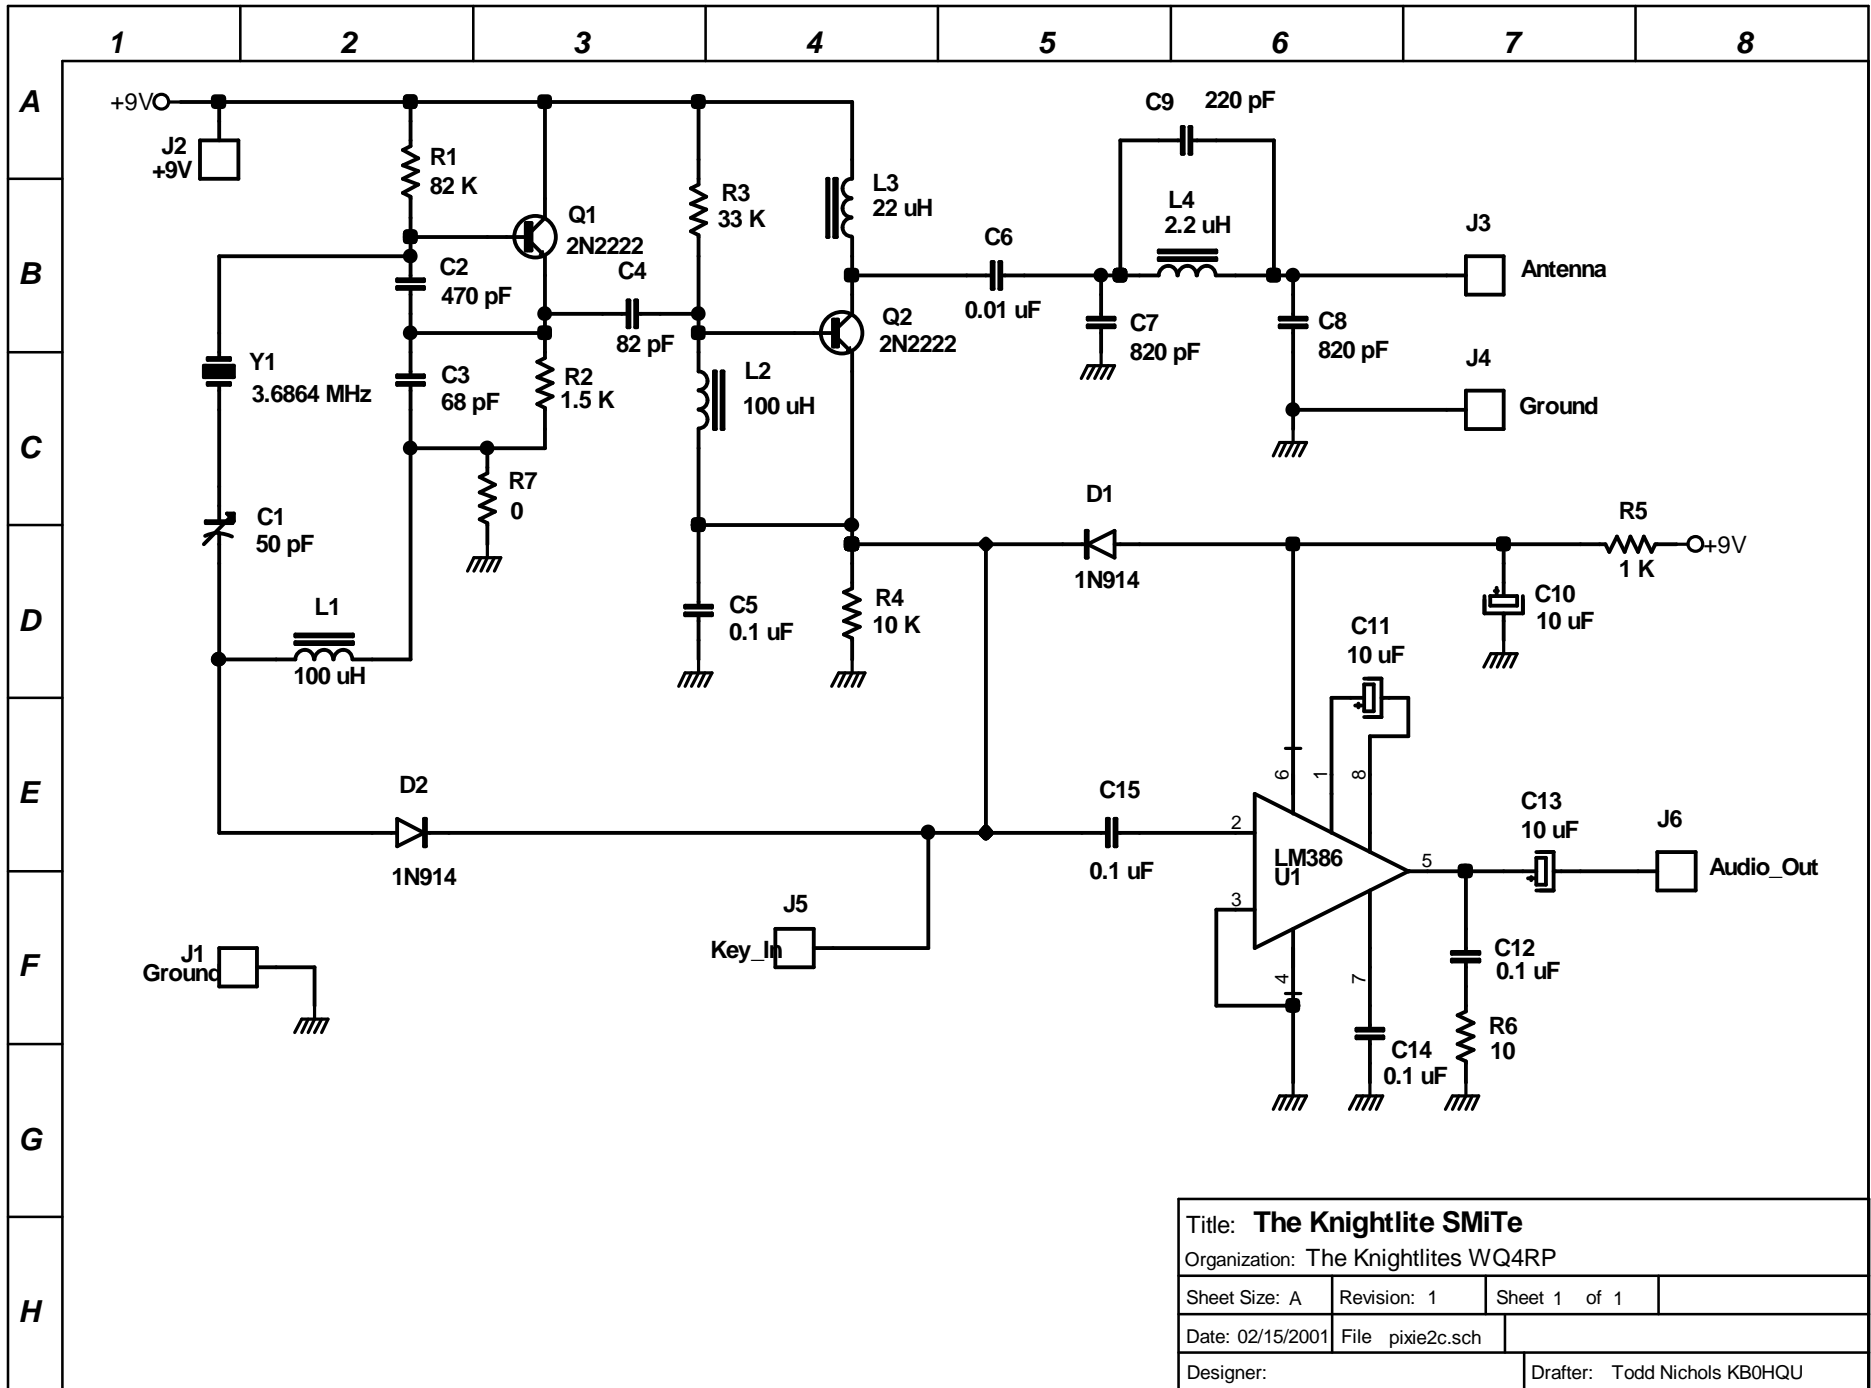 1 2 3 4 5 6 7 8
A
B
C
D
E
F
G
H
+9V
J2
+9V
R1
82 K
Q1
2N2222
C2
470 pF
C4
82 pF
Y1
3.6864 MHz
C3
68 pF
R2
1.5 K
R7
0
C1
50 pF
L1
100 uH
R3
33 K
L3
22 uH
Q2
2N2222
L2
100 uH
C5
0.1 uF
R4
10 K
C6
0.01 uF
C9 220 pF
L4
2.2 uH
C7
820 pF
C8
820 pF
J3
Antenna
J4
Ground
D1
1N914
R5
1 K
+9V
C10
10 uF
C11
10 uF
D2
1N914
J5
Key_In
J1
Ground
C15
0.1 uF
6
1
8
2
LM386
U1
3
5
4
7
C13
10 uF
J6
Audio_Out
C12
0.1 uF
R6
10
C14
0.1 uF
Title: The Knightlite SMiTe
Organization: The Knightlites WQ4RP
Sheet Size: A Revision: 1 Sheet 1 of 1
Date: 02/15/2001 File pixie2c.sch
Designer: Drafter: Todd Nichols KB0HQU